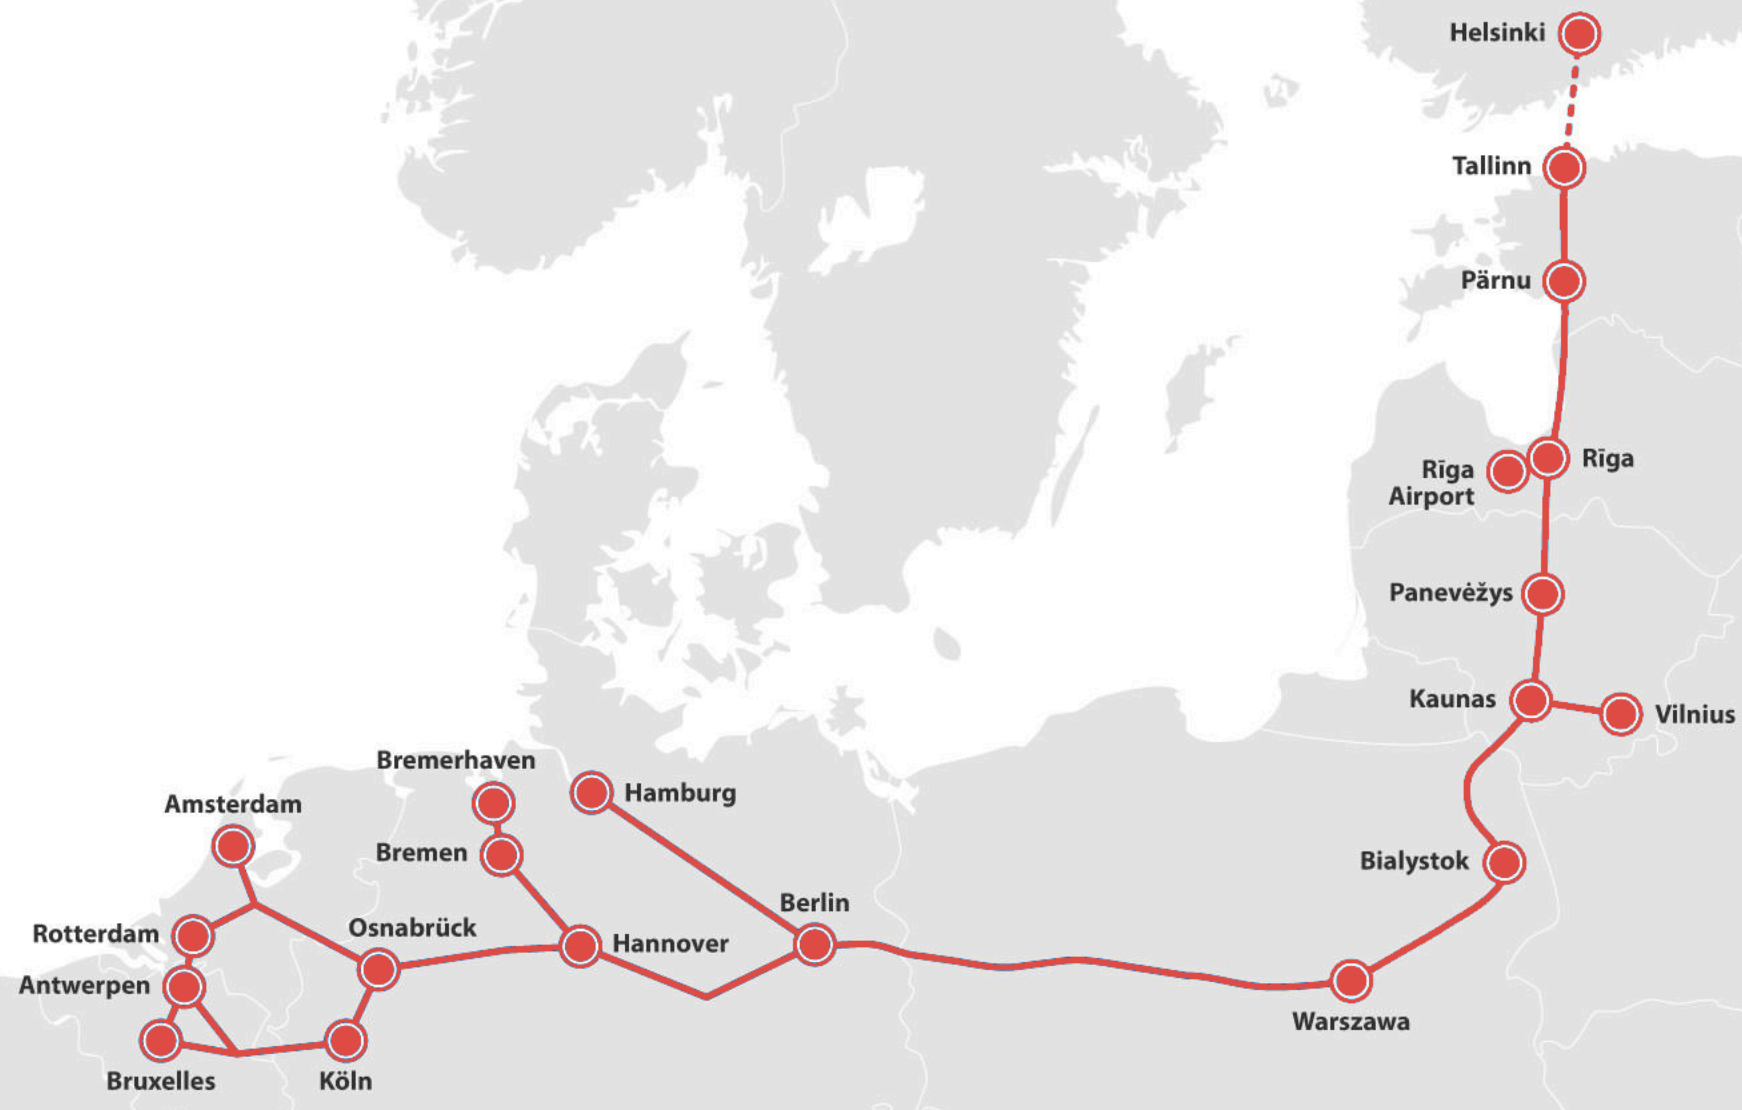 Helsinki
Tallinn
Pärnu
Rīga
Rīga
Airport
Panevėžys
Kaunas
Vilnius
Bremerhaven
Hamburg
Amsterdam
Bremen
Bialystok
Berlin
Osnabrück
Rotterdam
Hannover
Antwerpen
Warszawa
Bruxelles
Köln